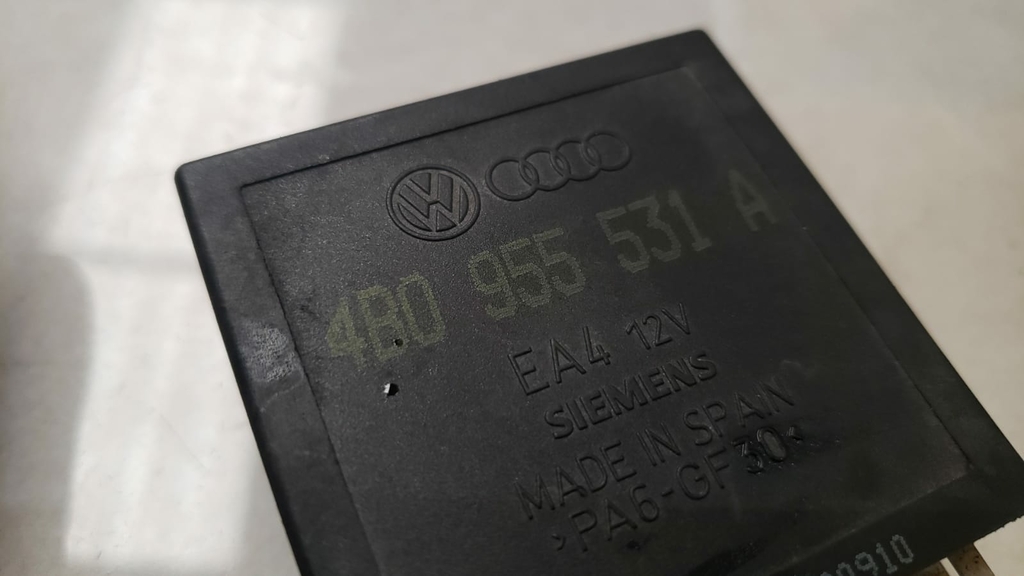 4B0 955 531 A
EA4 12V
SIEMENS
MADE IN SPAIN
>PA6-GF30<